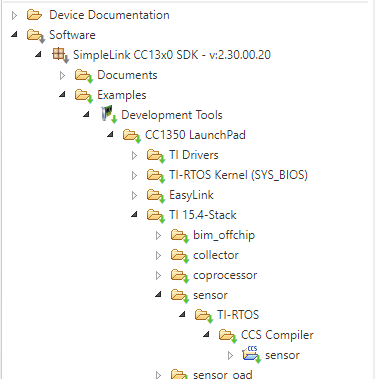 Device Documentation
Software
SimpleLink CC13x0 SDK - v:2.30.00.20
Documents
Examples
Development Tools
CC1350 LaunchPad
TI Drivers
TI-RTOS Kernel (SYS_BIOS)
EasyLink
TI 15.4-Stack
bim_offchip
collector
coprocessor
sensor
TI-RTOS
CCS Compiler
CCS
sensor
sensor_oad